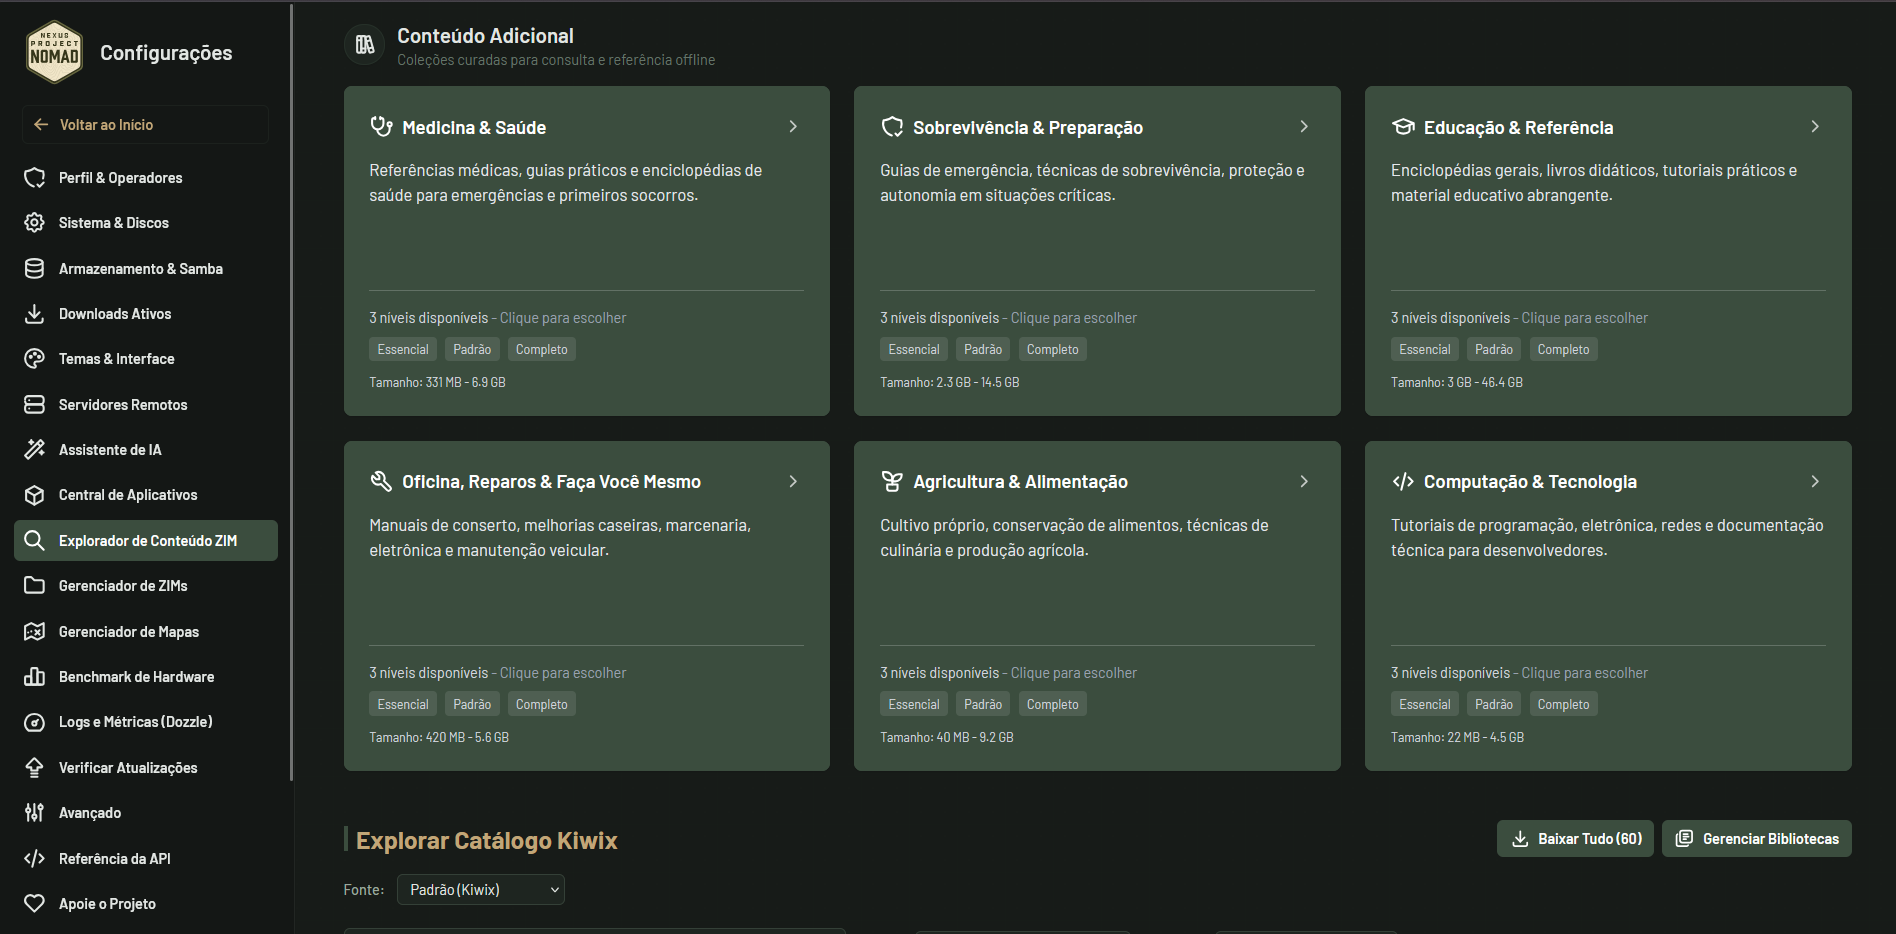 NEXUS
PROJECT
NOMAD
Configurações
Voltar ao Início
Perfil & Operadores
Sistema & Discos
Armazenamento & Samba
Downloads Ativos
Temas & Interface
Servidores Remotos
Assistente de IA
Central de Aplicativos
Explorador de Conteúdo ZIM
Gerenciador de ZIMs
Gerenciador de Mapas
Benchmark de Hardware
Logs e Métricas (Dozzle)
Verificar Atualizações
Avançado
Referência da API
Apoie o Projeto
Conteúdo Adicional
Coleções curadas para consulta e referência offline
Medicina & Saúde
Referências médicas, guias práticos e enciclopédias de
saúde para emergências e primeiros socorros.
3 níveis disponíveis - Clique para escolher
Essencial Padrão Completo
Tamanho: 331 MB - 6.9 GB
Sobrevivência & Preparação
Guias de emergência, técnicas de sobrevivência, proteção e
autonomia em situações críticas.
3 níveis disponíveis - Clique para escolher
Essencial Padrão Completo
Tamanho: 2.3 GB - 14.5 GB
Educação & Referência
Enciclopédias gerais, livros didáticos, tutoriais práticos e
material educativo abrangente.
3 níveis disponíveis - Clique para escolher
Essencial Padrão Completo
Tamanho: 3 GB - 46.4 GB
Oficina, Reparos & Faça Você Mesmo
Manuais de conserto, melhorias caseiras, marcenaria,
eletrônica e manutenção veicular.
3 níveis disponíveis - Clique para escolher
Essencial Padrão Completo
Tamanho: 420 MB - 5.6 GB
Agricultura & Alimentação
Cultivo próprio, conservação de alimentos, técnicas de
culinária e produção agrícola.
3 níveis disponíveis - Clique para escolher
Essencial Padrão Completo
Tamanho: 40 MB - 9.2 GB
Computação & Tecnologia
Tutoriais de programação, eletrônica, redes e documentação
técnica para desenvolvedores.
3 níveis disponíveis - Clique para escolher
Essencial Padrão Completo
Tamanho: 22 MB - 4.5 GB
Explorar Catálogo Kiwix
Baixar Tudo (60)
Gerenciar Bibliotecas
Fonte: Padrão (Kiwix)